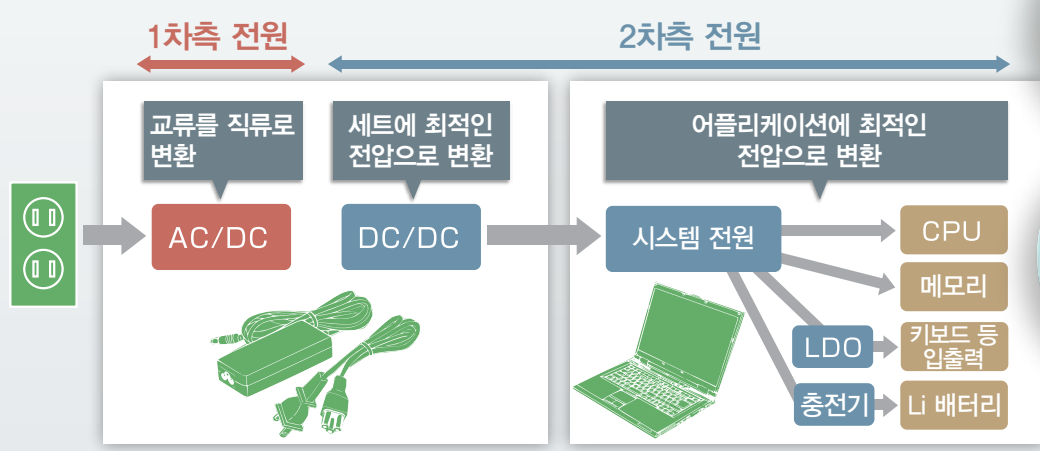 1차측 전원
2차측 전원
교류를 직류로
변환
세트에 최적인
전압으로 변환
어플리케이션에 최적인
전압으로 변환
AC/DC
DC/DC
시스템 전원
CPU
메모리
LDO
키보드 등
입출력
충전기
Li 배터리